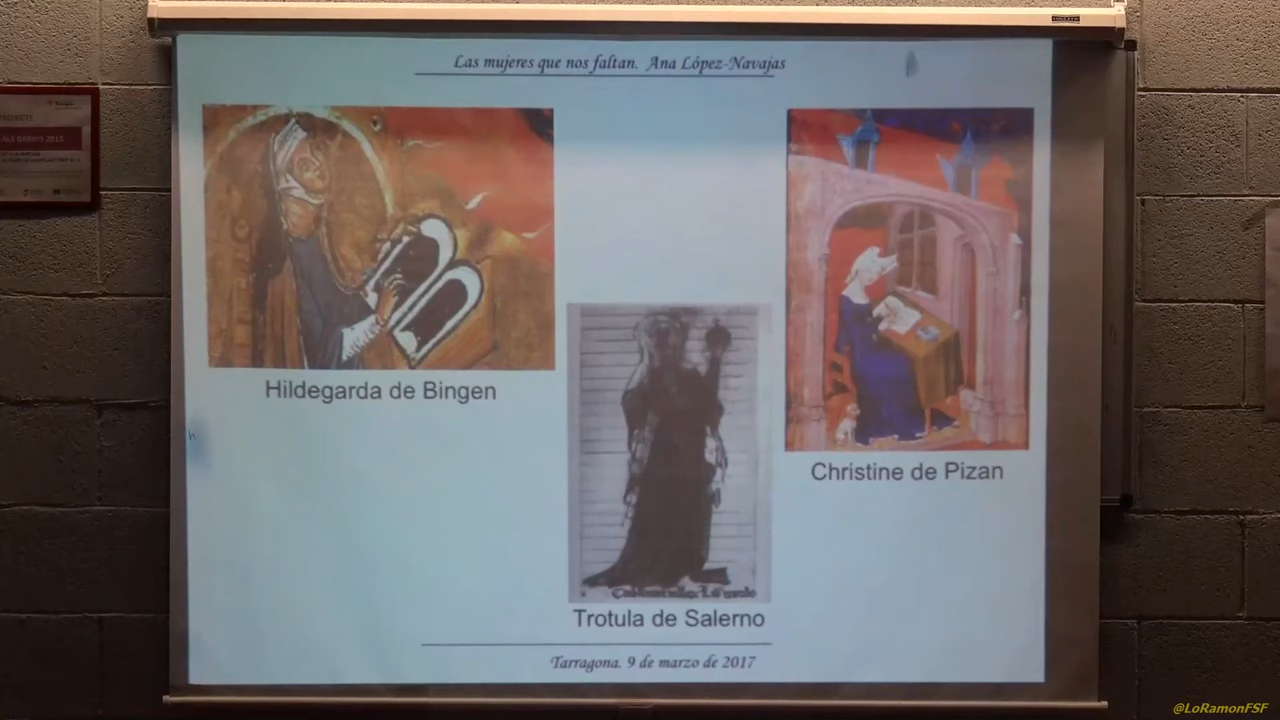 Las mujeres que nos faltan. Ana López-Navajas
Hildegarda de Bingen
Christine de Pizan
Trotula de Salerno
Tarragona. 9 de marzo de 2017
@LoRamonFSF